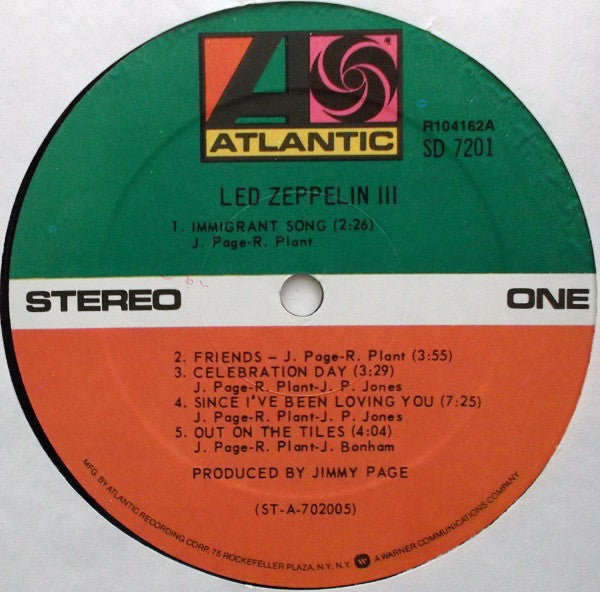 ATLANTIC
R104162A
SD 7201
LED ZEPPELIN III
1. IMMIGRANT SONG (2:26)
J. Page-R. Plant
STEREO
ONE
2. FRIENDS – J. Page-R. Plant (3:55)
3. CELEBRATION DAY (3:29)
J. Page-R. Plant-J. P. Jones
4. SINCE I'VE BEEN LOVING YOU (7:25)
J. Page-R. Plant-J. P. Jones
5. OUT ON THE TILES (4:04)
J. Page-R. Plant-J. Bonham
PRODUCED BY JIMMY PAGE
(ST-A-702005)
MFG. BY ATLANTIC RECORDING CORP. 75 ROCKEFELLER PLAZA, N.Y., N.Y. W A WARNER COMMUNICATIONS COMPANY